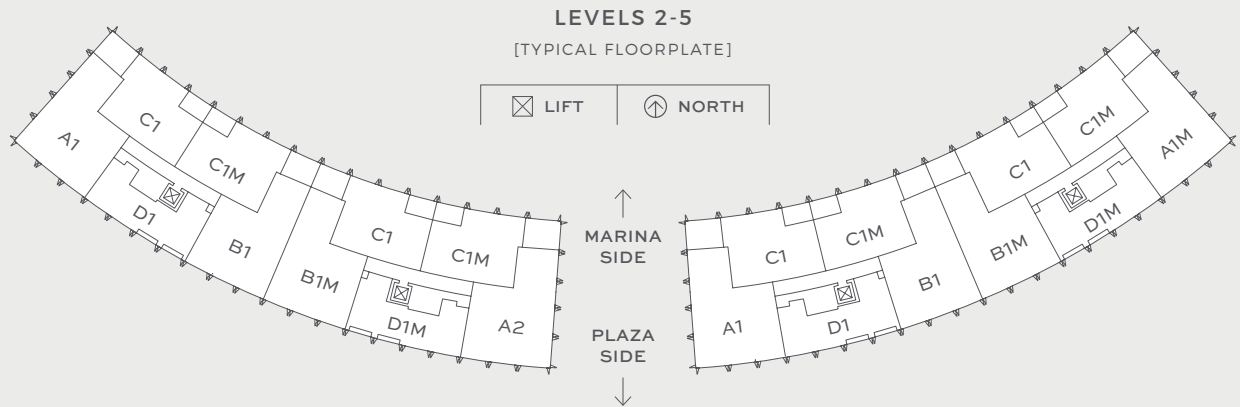 LEVELS 2-5
[TYPICAL FLOORPLATE]
LIFT
NORTH
A1
C1
C1M
D1
B1
B1M
C1
C1M
D1M
A2
MARINA
SIDE
PLAZA
SIDE
A1
C1
C1M
D1
B1
B1M
C1
C1M
D1M
A1M